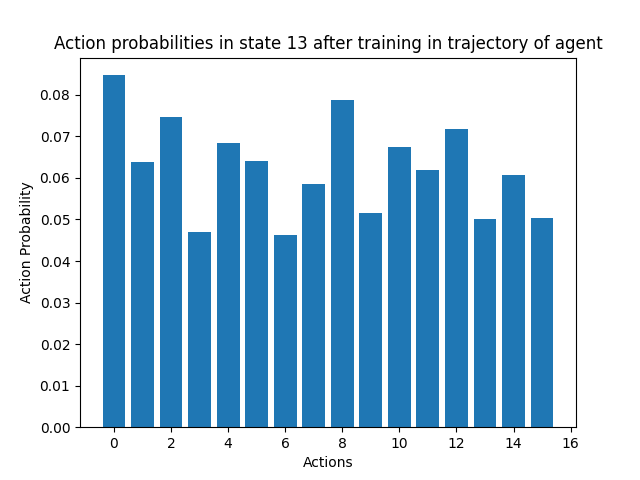 Action probabilities in state 13 after training in trajectory of agent
0.08
0.07
0.06
0.05
0.04
0.03
0.02
0.01
0.00
Action Probability
0 2 4 6 8 10 12 14 16
Actions